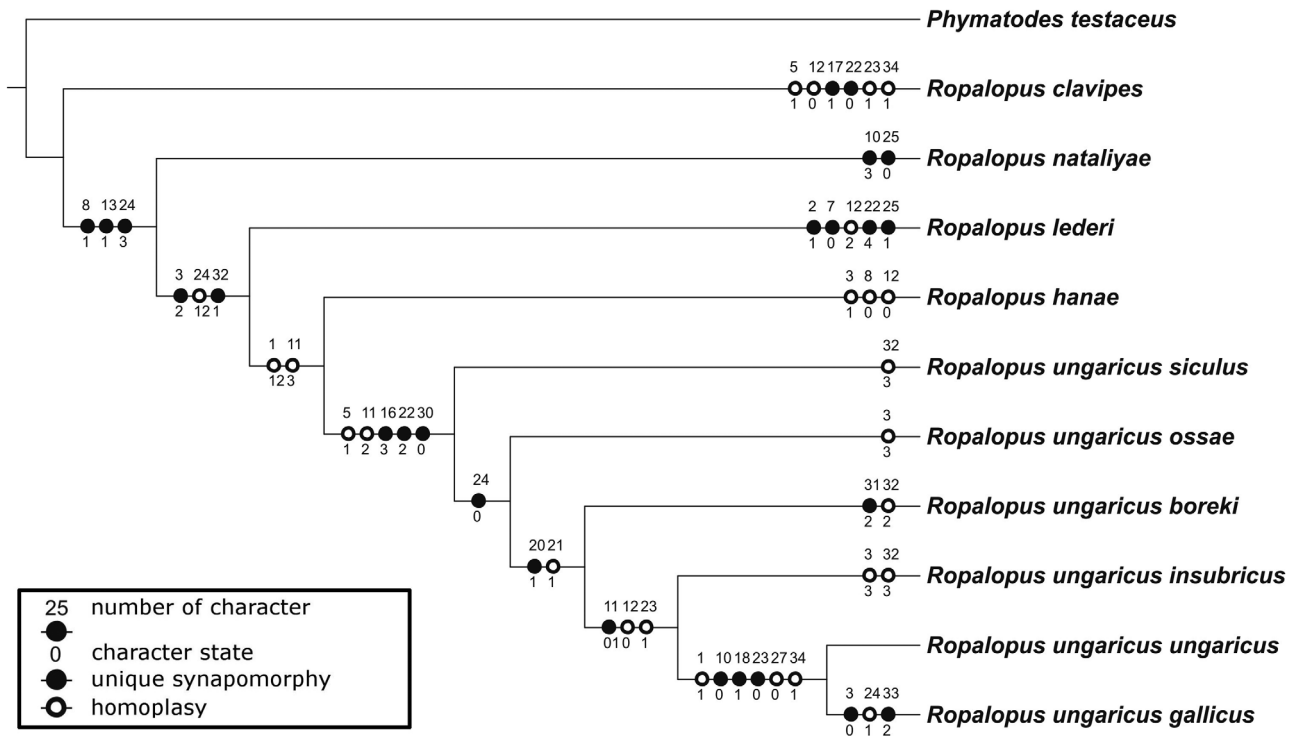 Phymatodes testaceus
5 12 17 22 23 34
Ropalopus clavipes
1 0 1 0 1 1
10 25
Ropalopus nataliyae
3 0
8 13 24
1 1 3
2 7 12 22 25
Ropalopus lederi
1 0 2 4 1
3 24 32
2 12 1
3 8 12
Ropalopus hanae
1 0 0
1 11
12 3
32
Ropalopus ungaricus siculus
3
5 11 16 22 30
1 2 3 2 0
3
Ropalopus ungaricus ossae
3
24
0
31 32
Ropalopus ungaricus boreki
2 2
20 21
1 1
3 32
Ropalopus ungaricus insubricus
3 3
11 12 23
01 0 1
Ropalopus ungaricus ungaricus
1 10 18 23 27 34
1 0 1 0 0 1
3 24 33
Ropalopus ungaricus gallicus
0 1 2
25 number of character
0 character state
unique synapomorphy
homoplasy